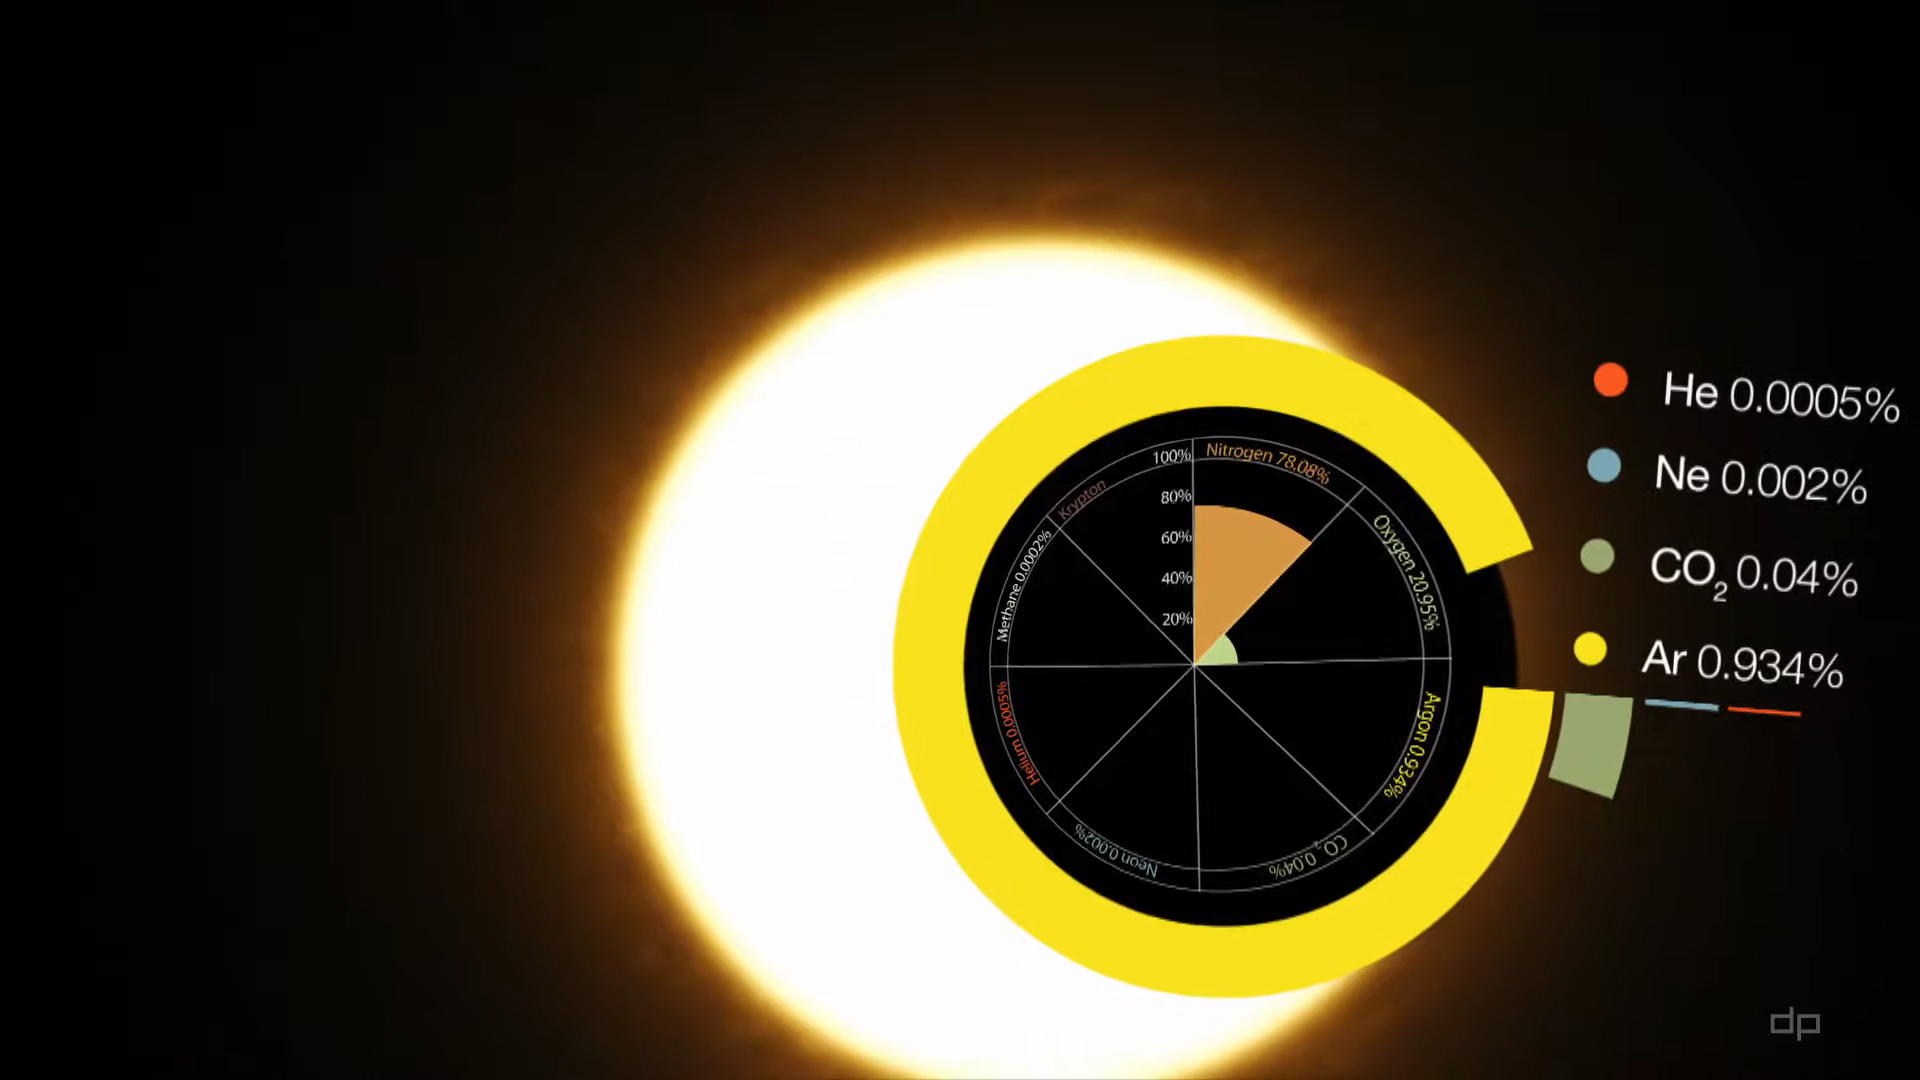 He 0.0005%
Ne 0.002%
CO₂ 0.04%
Ar 0.934%
100%
80%
60%
40%
20%
Nitrogen 78.08%
Oxygen 20.95%
Argon 0.934%
CO₂ 0.04%
Neon 0.002%
Helium 0.0005%
Methane 0.0002%
Krypton
dp